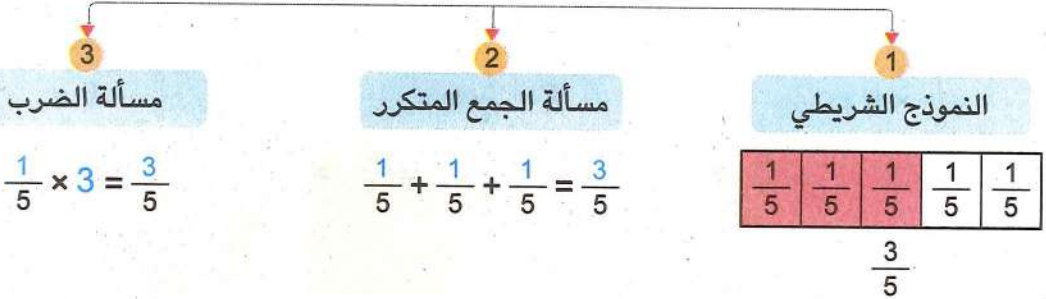 1
النموذج الشريطي
1/5 1/5 1/5 1/5 1/5
3/5
2
مسألة الجمع المتكرر
1/5 + 1/5 + 1/5 = 3/5
3
مسألة الضرب
1/5 × 3 = 3/5